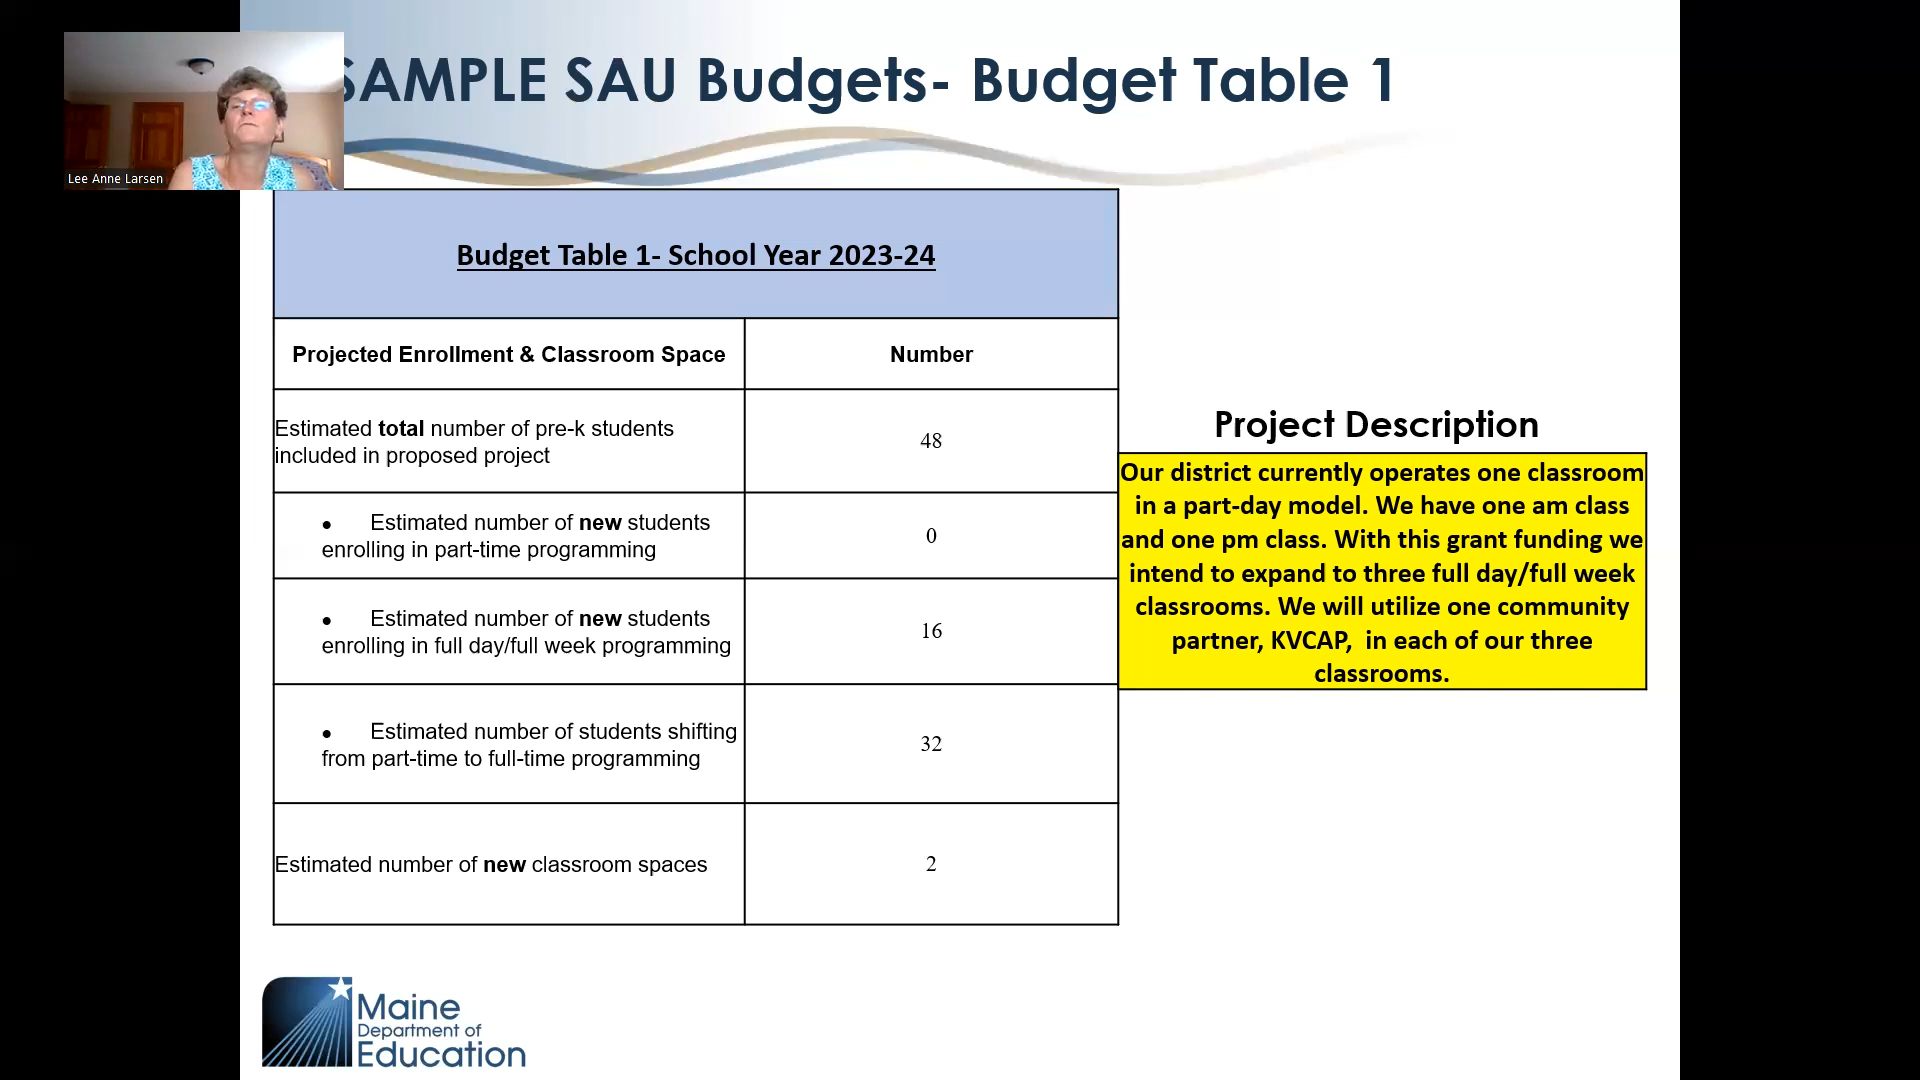 SAMPLE SAU Budgets- Budget Table 1
Lee Anne Larsen
Budget Table 1- School Year 2023-24
Projected Enrollment & Classroom Space
Number
Estimated total number of pre-k students
included in proposed project
48
• Estimated number of new students
enrolling in part-time programming
0
• Estimated number of new students
enrolling in full day/full week programming
16
• Estimated number of students shifting
from part-time to full-time programming
32
Estimated number of new classroom spaces
2
Project Description
Our district currently operates one classroom
in a part-day model. We have one am class
and one pm class. With this grant funding we
intend to expand to three full day/full week
classrooms. We will utilize one community
partner, KVCAP, in each of our three
classrooms.
Maine
Department of
Education